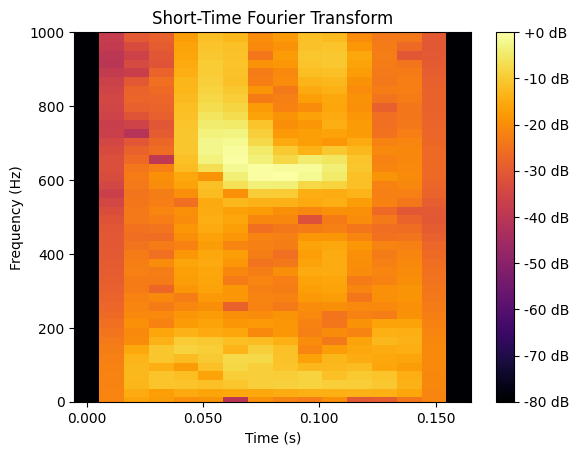 Short-Time Fourier Transform
1000
800
600
400
200
0
Frequency (Hz)
0.000
0.050
0.100
0.150
Time (s)
+0 dB
-10 dB
-20 dB
-30 dB
-40 dB
-50 dB
-60 dB
-70 dB
-80 dB